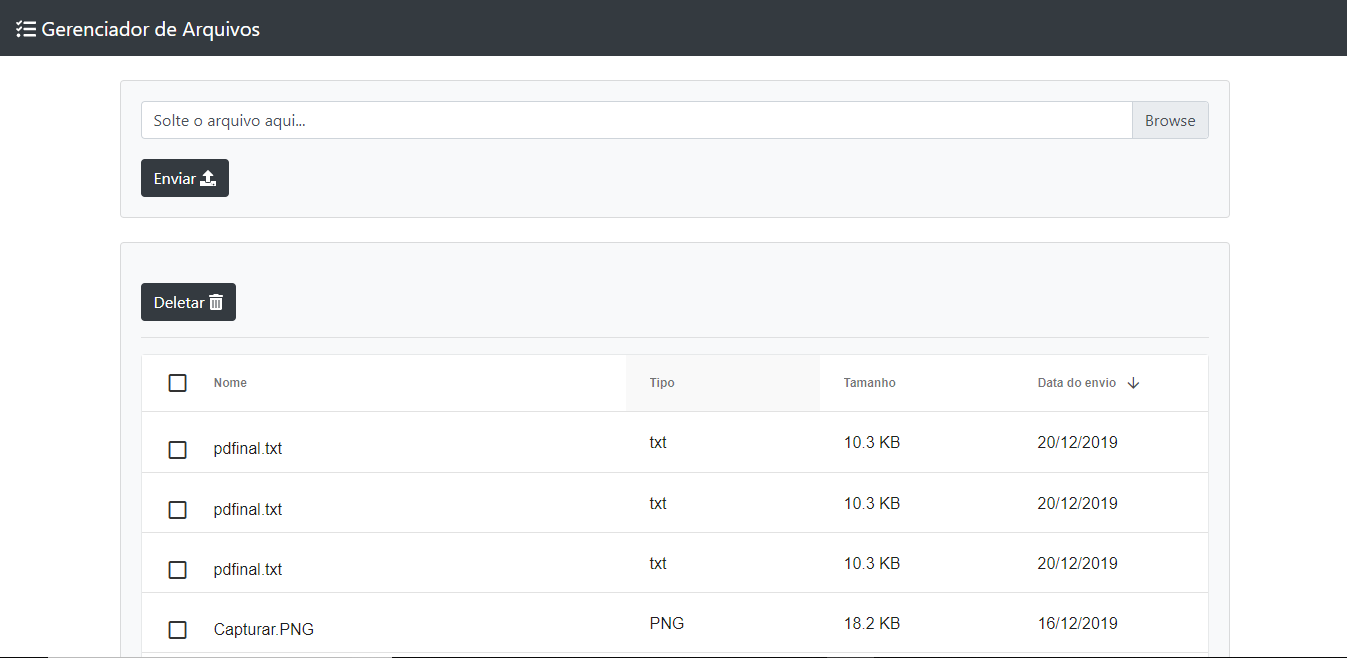 Gerenciador de Arquivos
Solte o arquivo aqui... Browse
Enviar
Deletar
Nome Tipo Tamanho Data do envio
pdfinal.txt txt 10.3 KB 20/12/2019
pdfinal.txt txt 10.3 KB 20/12/2019
pdfinal.txt txt 10.3 KB 20/12/2019
Capturar.PNG PNG 18.2 KB 16/12/2019